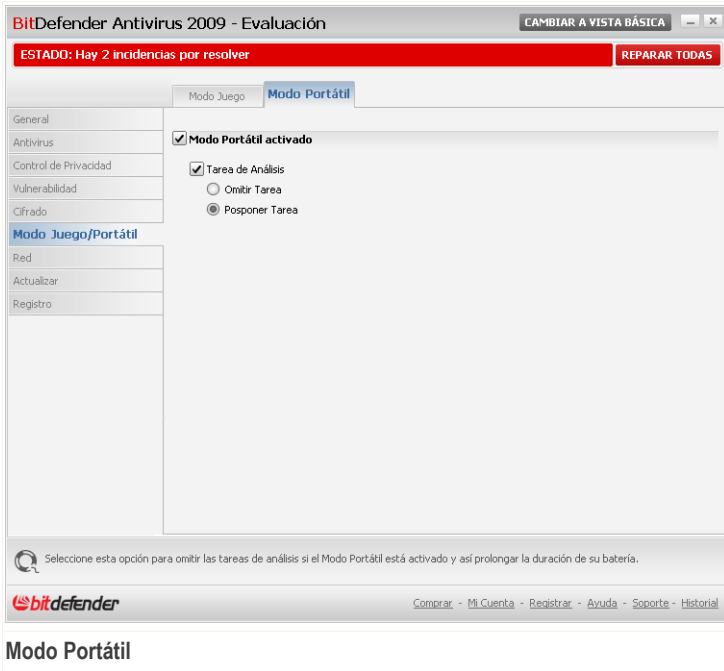 BitDefender Antivirus 2009 - Evaluación
CAMBIAR A VISTA BÁSICA
ESTADO: Hay 2 incidencias por resolver
REPARAR TODAS
Modo Juego
Modo Portátil
General
Antivirus
Control de Privacidad
Vulnerabilidad
Cifrado
Modo Juego/Portátil
Red
Actualizar
Registro
Modo Portátil activado
Tarea de Análisis
Omitir Tarea
Posponer Tarea
Seleccione esta opción para omitir las tareas de análisis si el Modo Portátil está activado y así prolongar la duración de su batería.
bitdefender
Comprar - Mi Cuenta - Registrar - Ayuda - Soporte - Historial
Modo Portátil